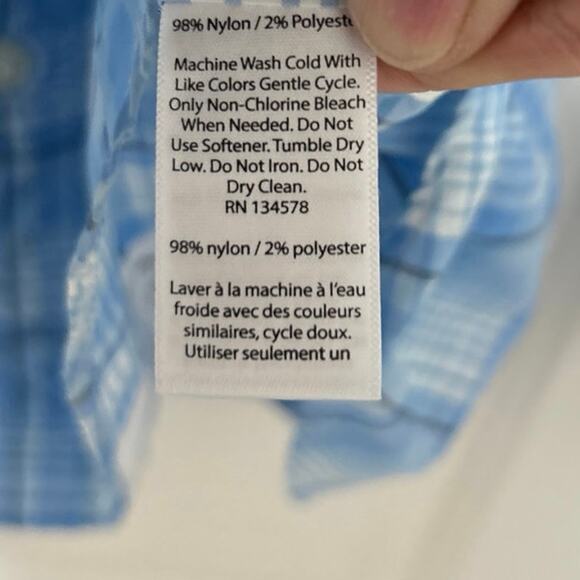 98% Nylon / 2% Polyeste
Machine Wash Cold With
Like Colors Gentle Cycle.
Only Non-Chlorine Bleach
When Needed. Do Not
Use Softener. Tumble Dry
Low. Do Not Iron. Do Not
Dry Clean.
RN 134578
98% nylon / 2% polyester
Laver à la machine à l'eau
froide avec des couleurs
similaires, cycle doux.
Utiliser seulement un